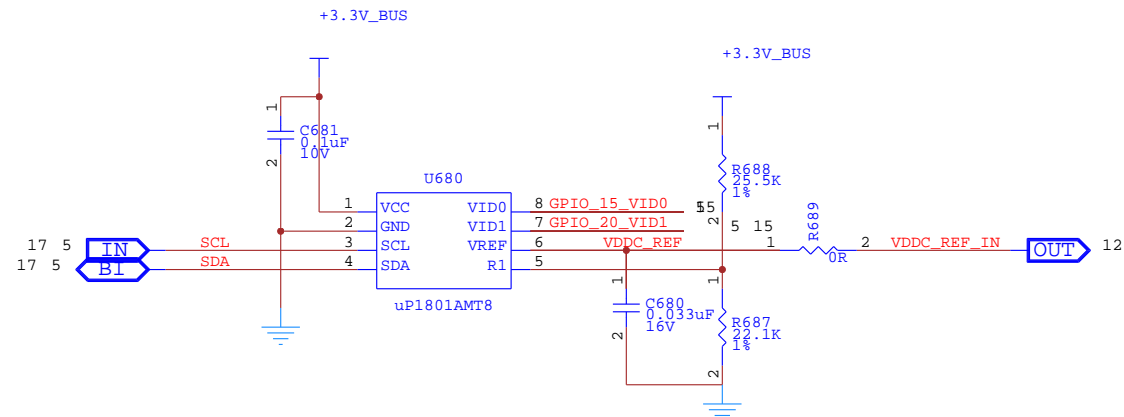 +3.3V_BUS
+3.3V_BUS
1
1
C681
0.1uF
10V
2
R688
25.5K
1%
2
U680
1 VCC VID0 8 GPIO_15_VID0
2 GND VID1 7 GPIO_20_VID1
5 15
17 5 IN SCL 3 SCL VREF 6 VDDC_REF 1 R689 2 VDDC_REF_IN OUT 12
0R
17 5 BI SDA 4 SDA R1 5
uP1801AMT8
1
C680
0.033uF
16V
2
1
R687
22.1K
1%
2